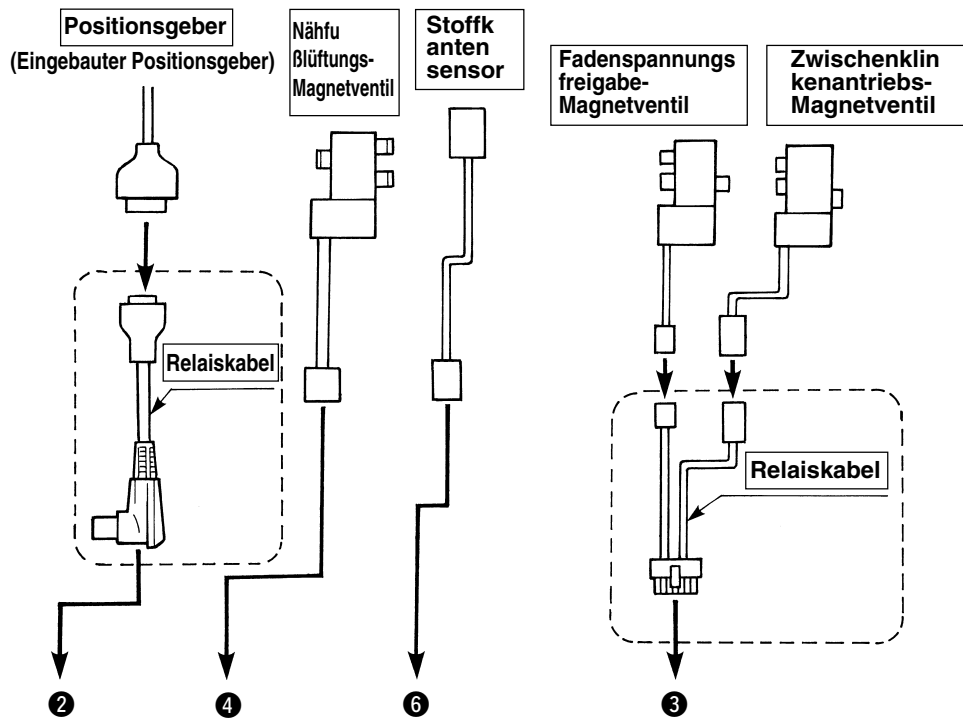 Positionsgeber
(Eingebauter Positionsgeber)
Nähfu
ßlüftungs-
Magnetventil
Stoffk
anten
sensor
Fadenspannungs
freigabe-
Magnetventil
Zwischenklin
kenantriebs-
Magnetventil
Relaiskabel
Relaiskabel
❷
❹
❻
❸